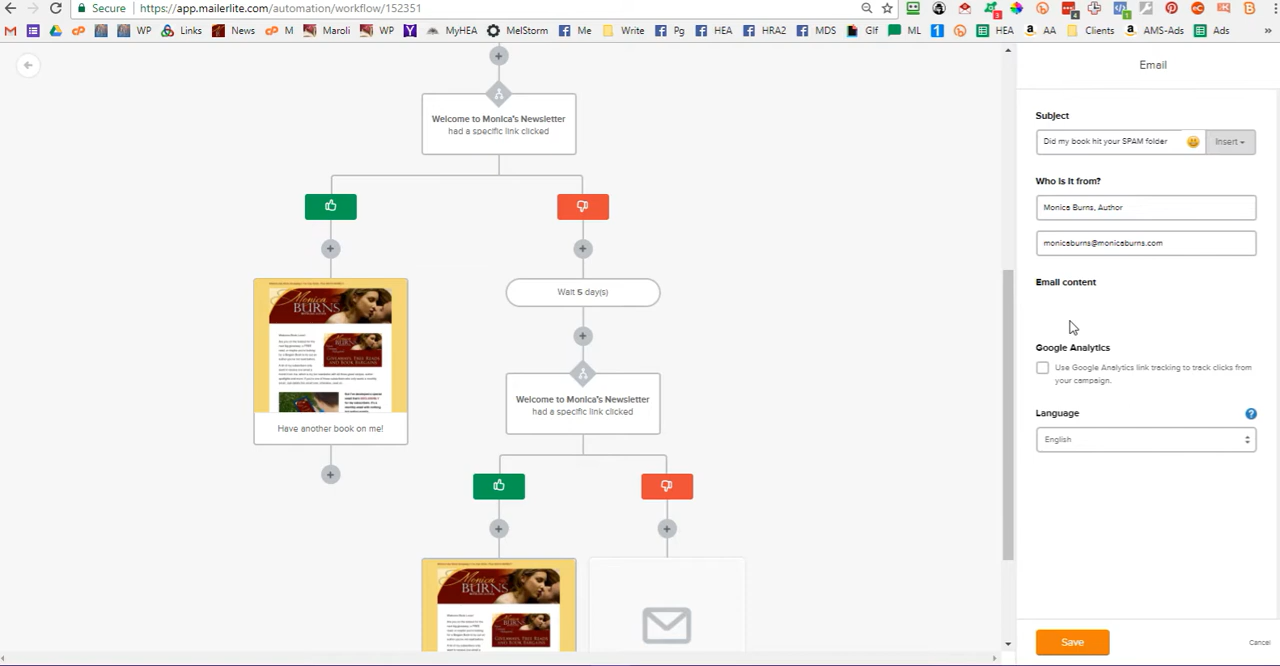 Secure
https://app.mailerlite.com/automation/workflow/152351
WP
Links
News
M
Maroli
WP
MyHEA
MelStorm
Me
Write
Pg
HEA
HRA2
MDS
Gif
ML
HEA
AA
Clients
AMS-Ads
Ads
Email
Welcome to Monica's Newsletter
had a specific link clicked
Subject
Did my book hit your SPAM folder
Insert
Who is it from?
Monica Burns, Author
monicaburns@monicaburns.com
Email content
Monica
BURNS
Wait 5 day(s)
Google Analytics
Use Google Analytics link tracking to track clicks from
your campaign.
Welcome to Monica's Newsletter
had a specific link clicked
Language
English
Have another book on me!
Monica
BURNS
Save
Cancel